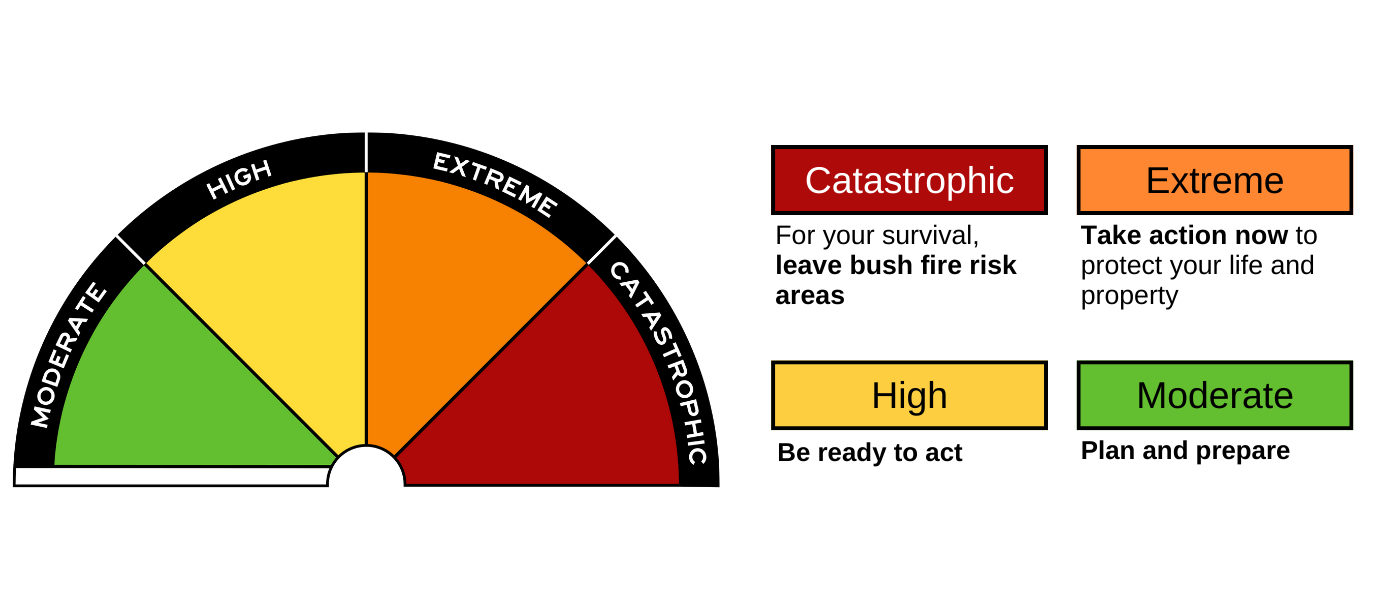 MODERATE
HIGH
EXTREME
CATASTROPHIC
Catastrophic
For your survival,
leave bush fire risk
areas
Extreme
Take action now to
protect your life and
property
High
Be ready to act
Moderate
Plan and prepare